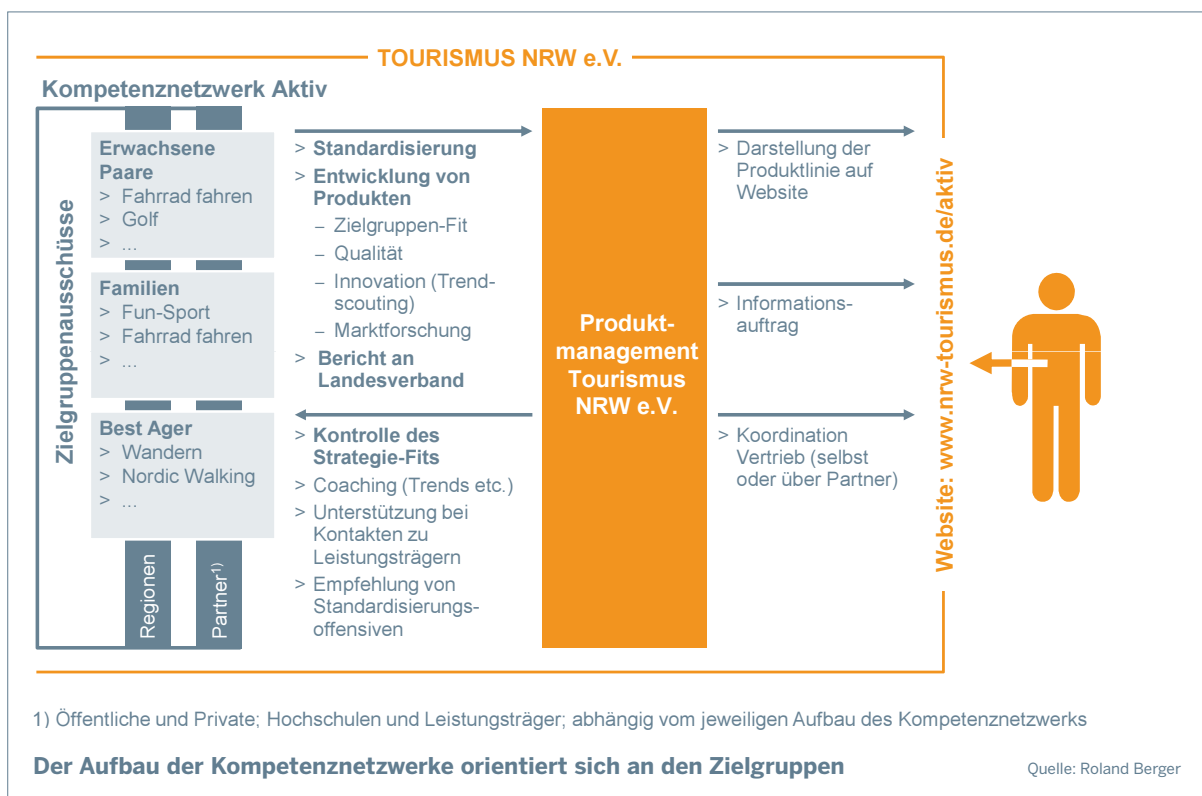 TOURISMUS NRW e.V.
Kompetenznetzwerk Aktiv
Zielgruppenausschüsse
Erwachsene
Paare
> Fahrrad fahren
> Golf
> ...
Familien
> Fun-Sport
> Fahrrad fahren
> ...
Best Ager
> Wandern
> Nordic Walking
> ...
Regionen
Partner¹⁾
> Standardisierung
> Entwicklung von
Produkten
– Zielgruppen-Fit
– Qualität
– Innovation (Trend-
scouting)
– Marktforschung
> Bericht an
Landesverband
> Kontrolle des
Strategie-Fits
> Coaching (Trends etc.)
> Unterstützung bei
Kontakten zu
Leistungsträgern
> Empfehlung von
Standardisierungs-
offensiven
Produkt-
management
Tourismus
NRW e.V.
> Darstellung der
Produktlinie auf
Website
> Informations-
auftrag
> Koordination
Vertrieb (selbst
oder über Partner)
Website: www.nrw-tourismus.de/aktiv
1) Öffentliche und Private; Hochschulen und Leistungsträger; abhängig vom jeweiligen Aufbau des Kompetenznetzwerks
Der Aufbau der Kompetenznetzwerke orientiert sich an den Zielgruppen
Quelle: Roland Berger